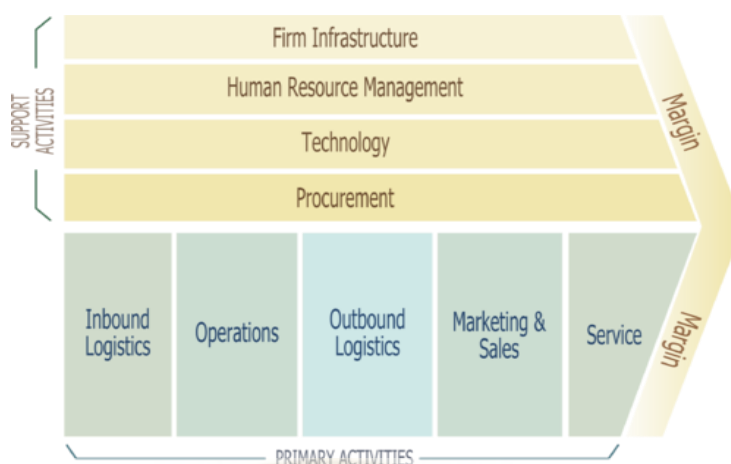 Firm Infrastructure
Human Resource Management
Technology
Procurement
SUPPORT
ACTIVITIES
Margin
Inbound
Logistics
Operations
Outbound
Logistics
Marketing &
Sales
Service
Margin
PRIMARY ACTIVITIES